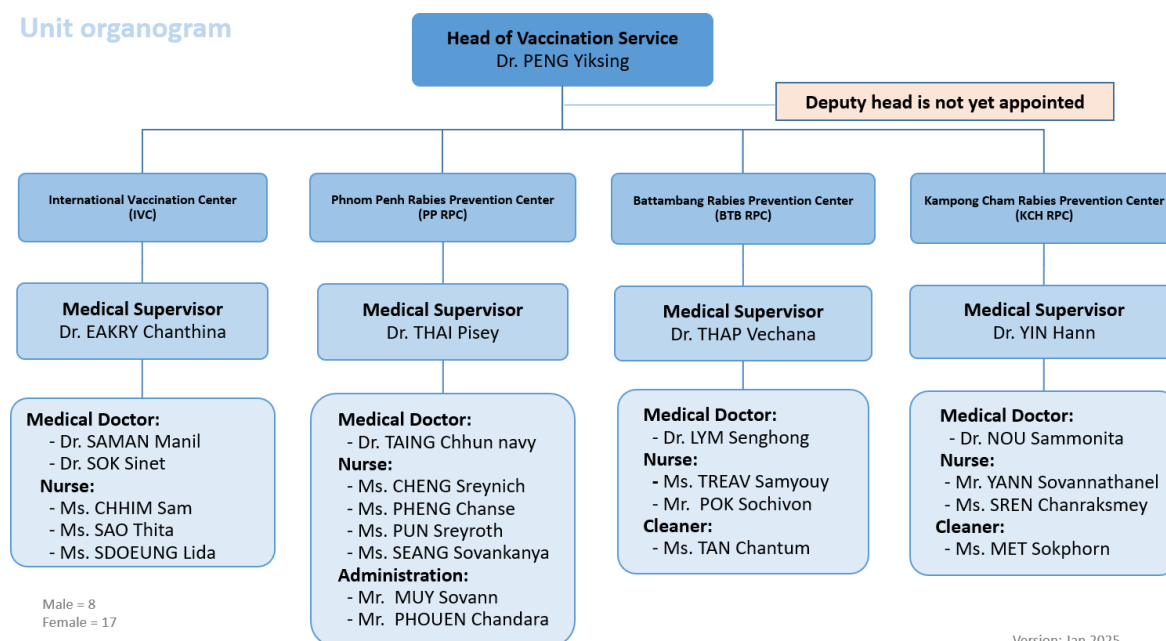 Unit organogram
Head of Vaccination Service
Dr. PENG Yiksing
Deputy head is not yet appointed
International Vaccination Center
(IVC)
Phnom Penh Rabies Prevention Center
(PP RPC)
Battambang Rabies Prevention Center
(BTB RPC)
Kampong Cham Rabies Prevention Center
(KCH RPC)
Medical Supervisor
Dr. EAKRY Chanthina
Medical Supervisor
Dr. THAI Pisey
Medical Supervisor
Dr. THAP Vechana
Medical Supervisor
Dr. YIN Hann
Medical Doctor:
- Dr. SAMAN Manil
- Dr. SOK Sinet
Nurse:
- Ms. CHHIM Sam
- Ms. SAO Thita
- Ms. SDOEUNG Lida
Medical Doctor:
- Dr. TAING Chhun navy
Nurse:
- Ms. CHENG Sreynich
- Ms. PHENG Chanse
- Ms. PUN Sreyroth
- Ms. SEANG Sovankanya
Administration:
- Mr. MUY Sovann
- Mr. PHOUEN Chandara
Medical Doctor:
- Dr. LYM Senghong
Nurse:
- Ms. TREAV Samyouy
- Mr. POK Sochivon
Cleaner:
- Ms. TAN Chantum
Medical Doctor:
- Dr. NOU Sammonita
Nurse:
- Mr. YANN Sovannathanel
- Ms. SREN Chanraksmey
Cleaner:
- Ms. MET Sokphorn
Male = 8
Female = 17
Version: Jan 2025